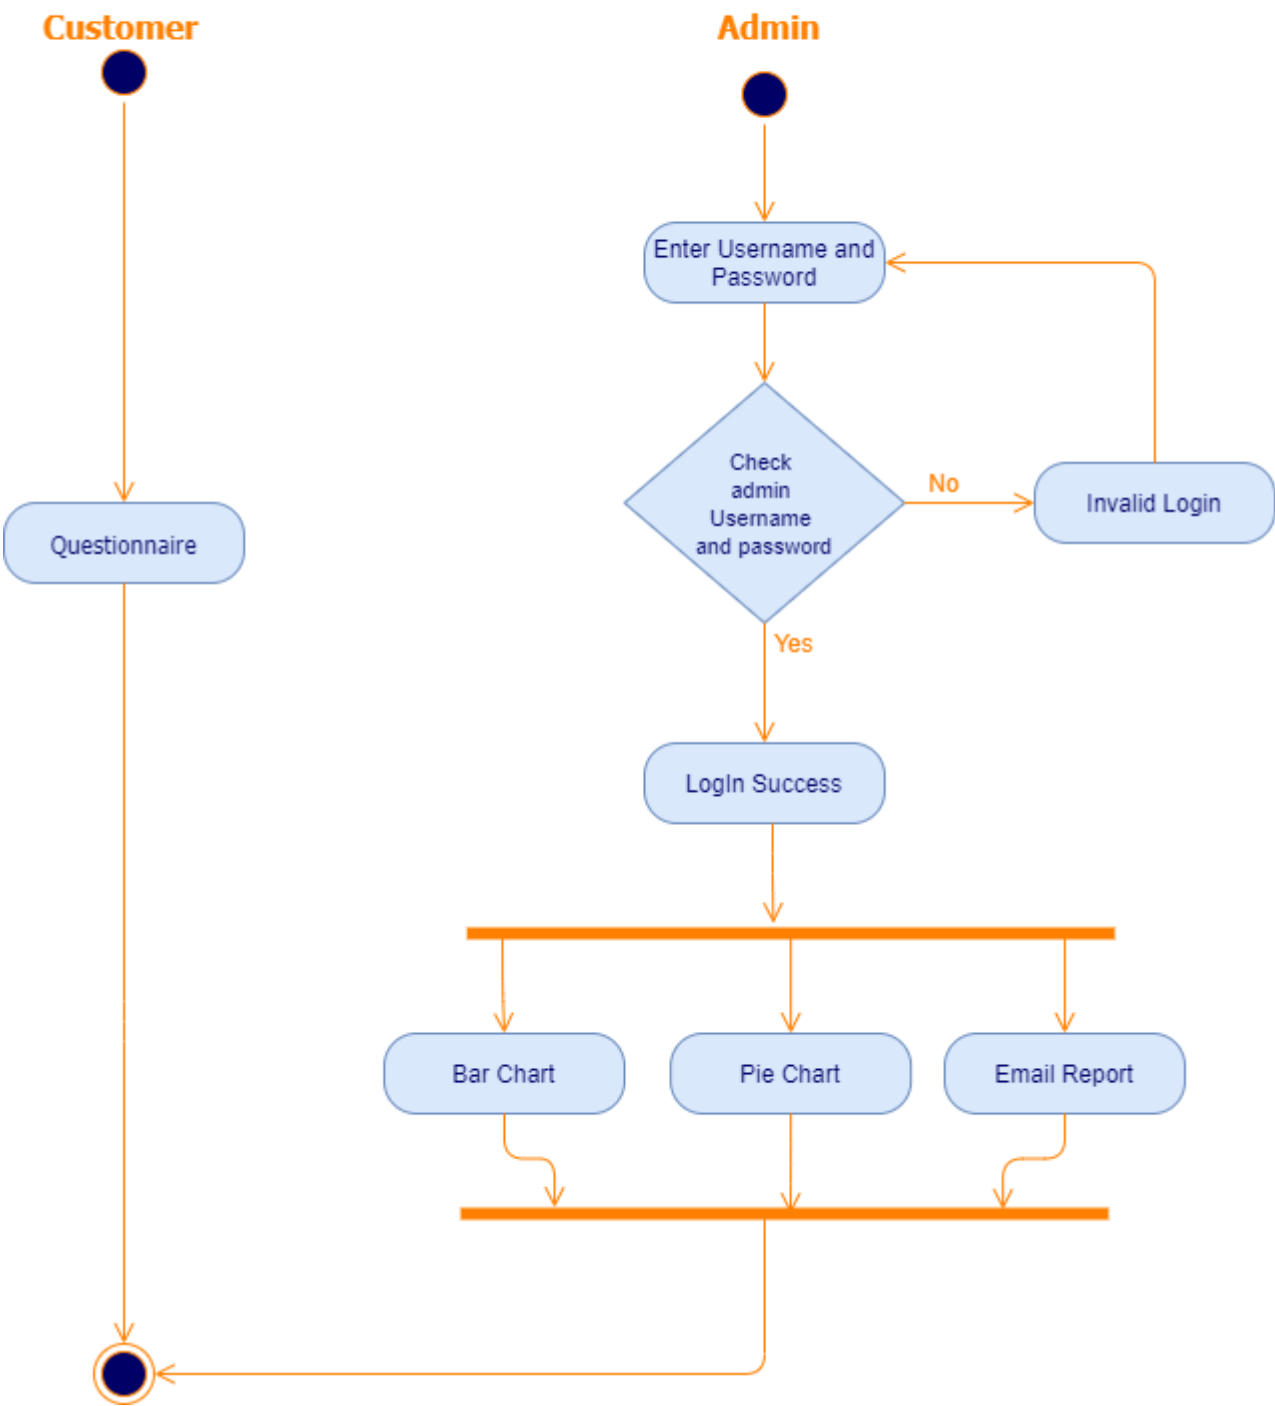 Customer
Admin
Enter Username and
Password
Check
admin
Username
and password
No
Invalid Login
Questionnaire
Yes
LogIn Success
Bar Chart
Pie Chart
Email Report